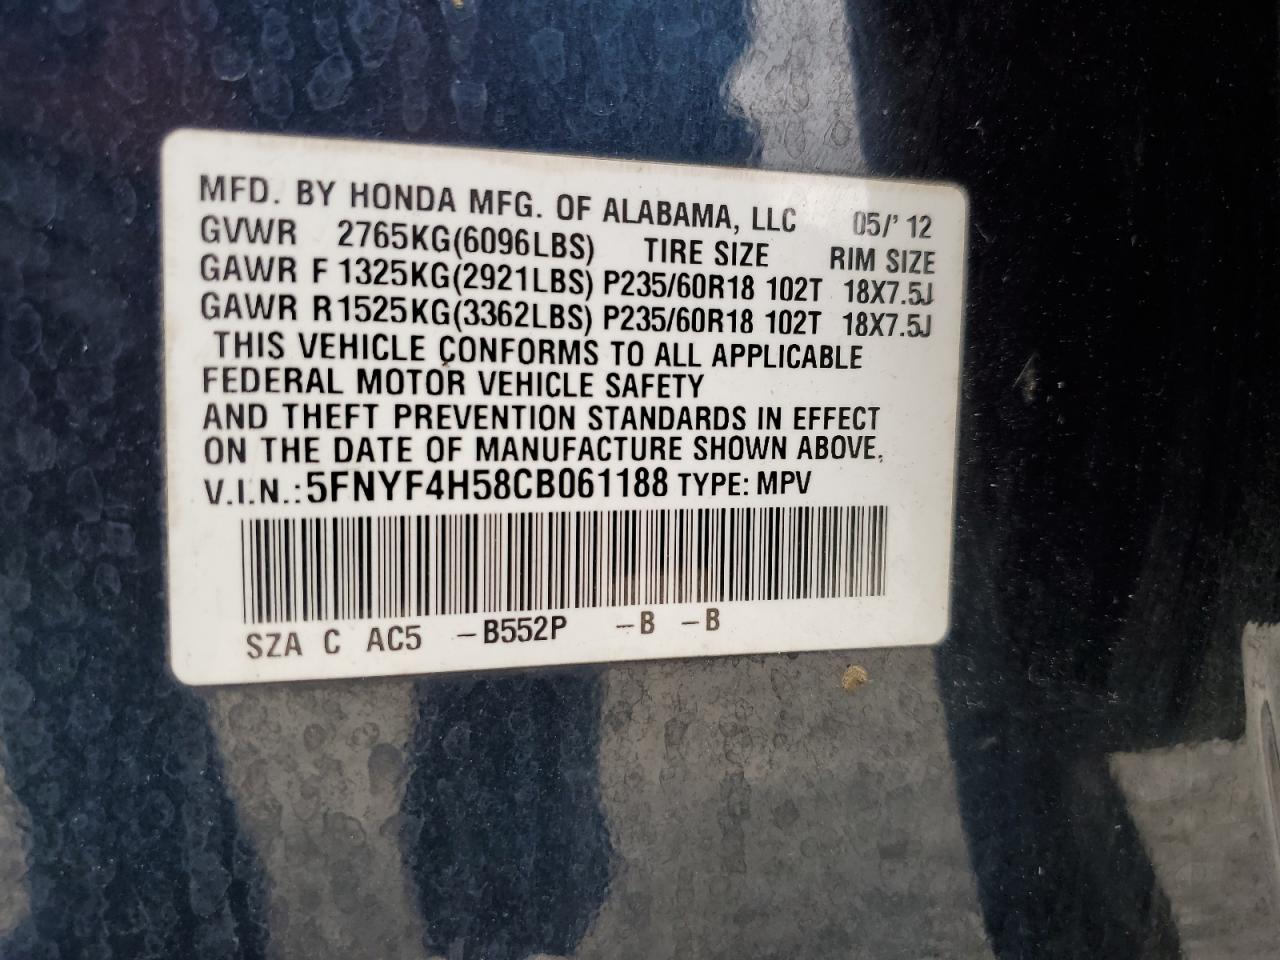 MFD. BY HONDA MFG. OF ALABAMA, LLC 05/' 12
GVWR 2765KG(6096LBS) TIRE SIZE RIM SIZE
GAWR F 1325KG(2921LBS) P235/60R18 102T 18X7.5J
GAWR R1525KG(3362LBS) P235/60R18 102T 18X7.5J
THIS VEHICLE CONFORMS TO ALL APPLICABLE
FEDERAL MOTOR VEHICLE SAFETY
AND THEFT PREVENTION STANDARDS IN EFFECT
ON THE DATE OF MANUFACTURE SHOWN ABOVE.
V.I.N.: 5FNYF4H58CB061188 TYPE: MPV
SZA C AC5 -B552P -B -B